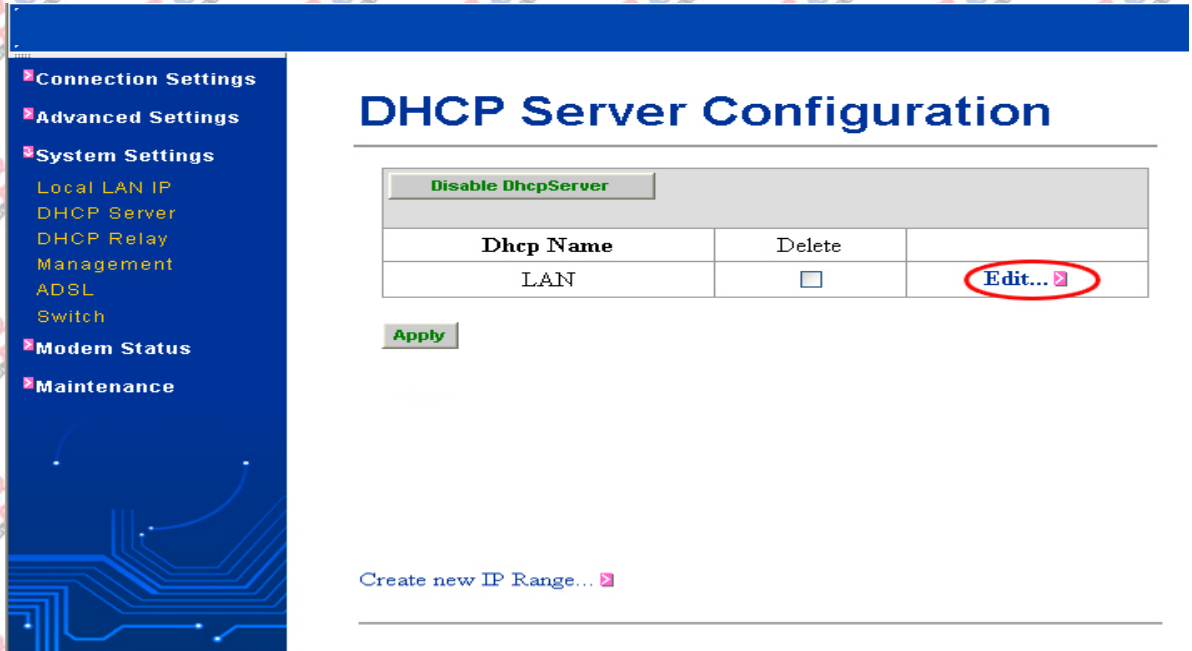 Connection Settings
Advanced Settings
System Settings
Local LAN IP
DHCP Server
DHCP Relay
Management
ADSL
Switch
Modem Status
Maintenance
DHCP Server Configuration
Disable DhcpServer
Dhcp Name Delete
LAN Edit...
Apply
Create new IP Range...